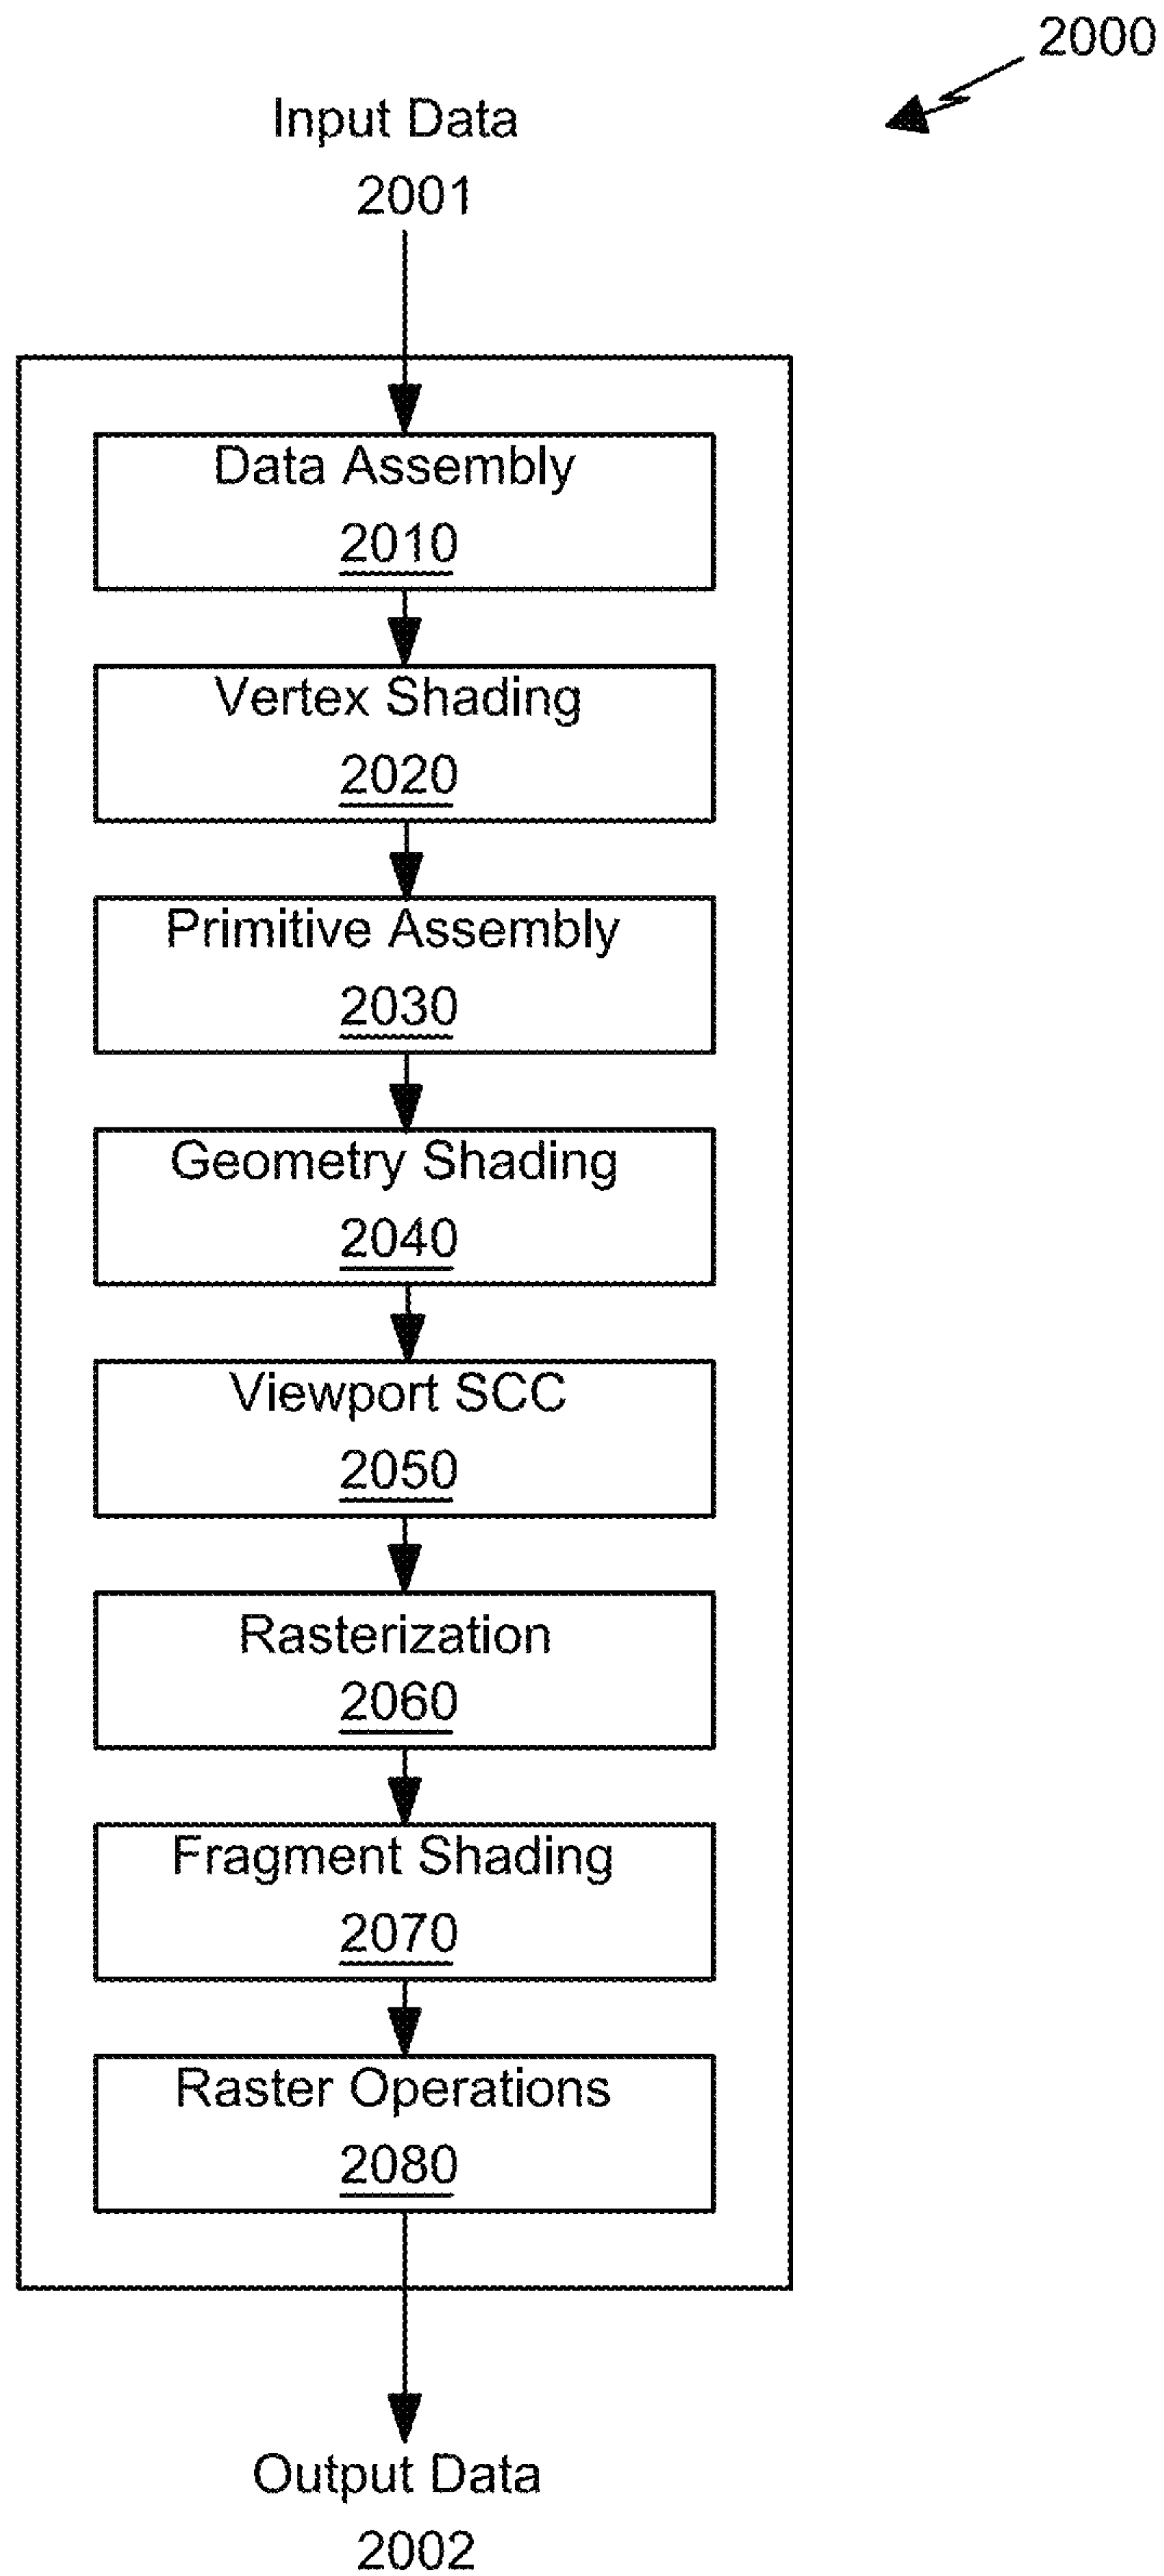 2000
Input Data
2001
Data Assembly
2010
Vertex Shading
2020
Primitive Assembly
2030
Geometry Shading
2040
Viewport SCC
2050
Rasterization
2060
Fragment Shading
2070
Raster Operations
2080
Output Data
2002